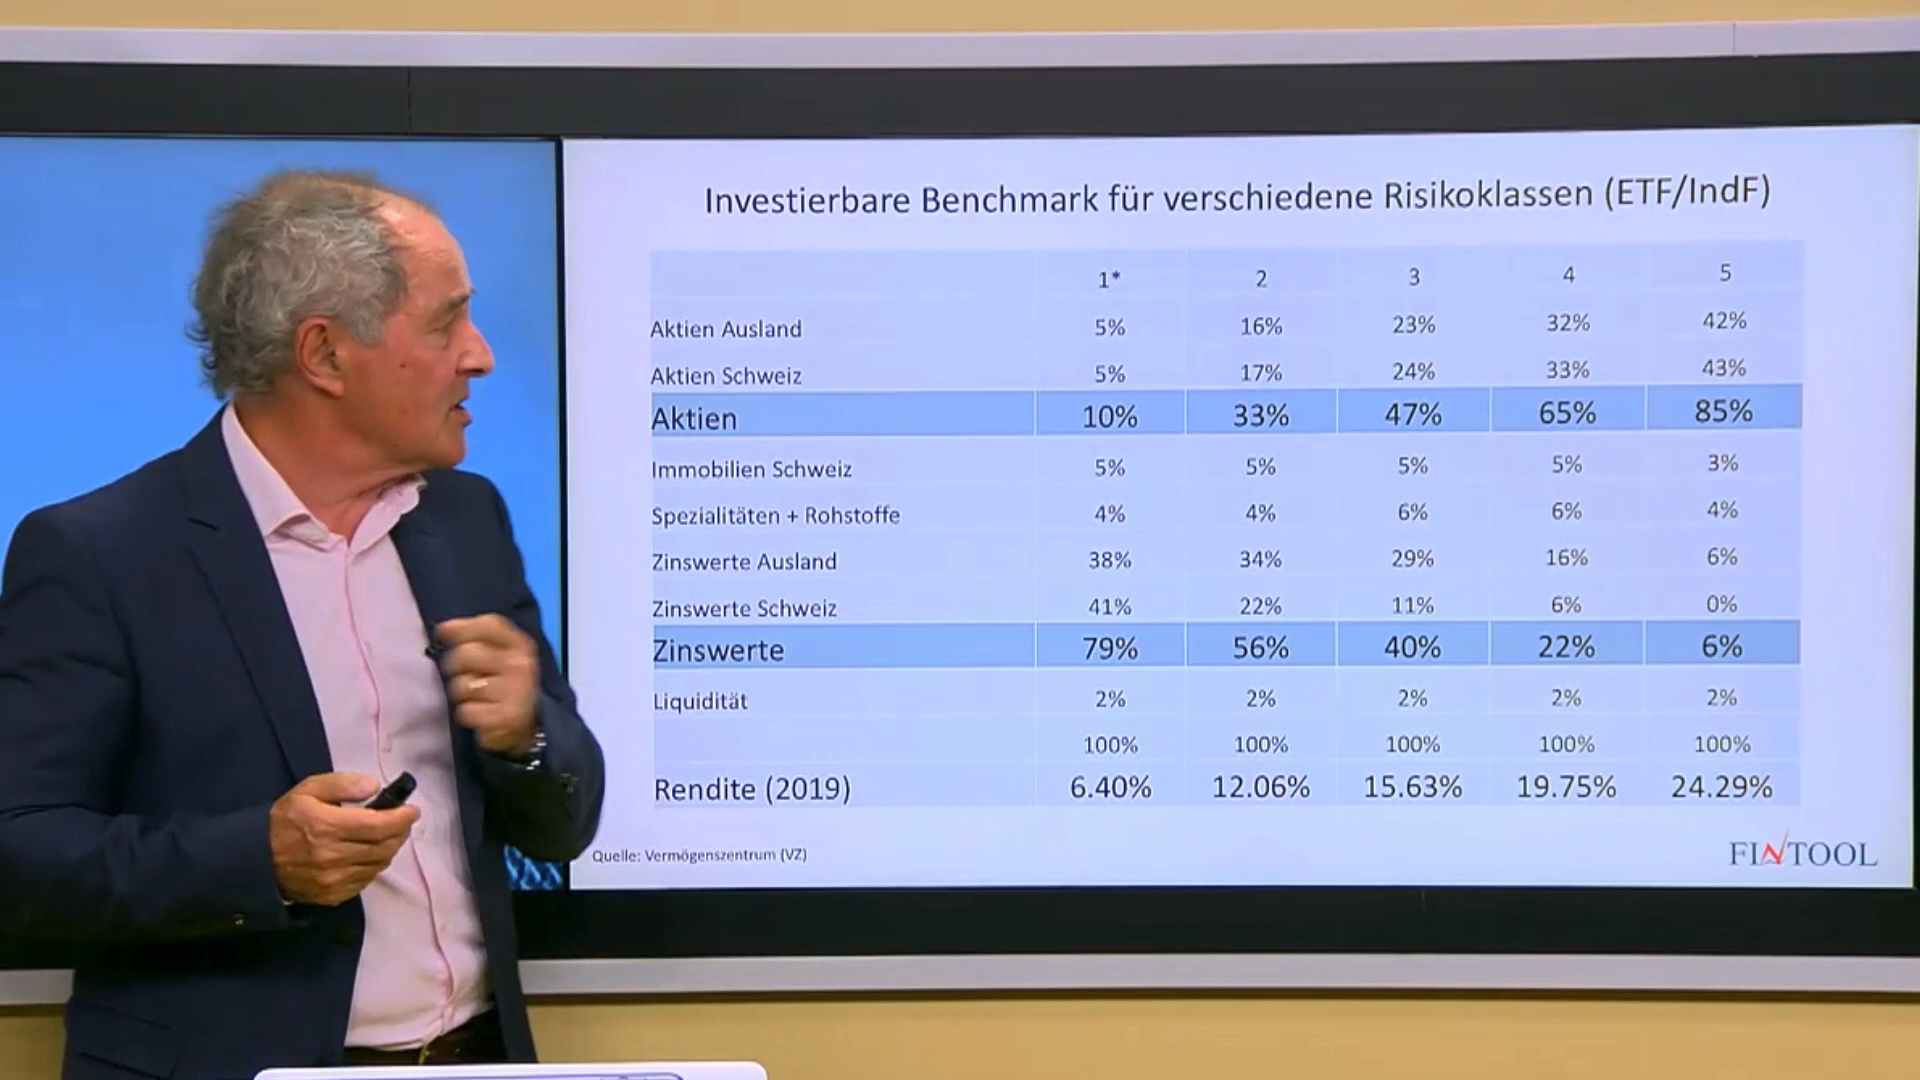 Investierbare Benchmark für verschiedene Risikoklassen (ETF/IndF)
1* 2 3 4 5
Aktien Ausland 5% 16% 23% 32% 42%
Aktien Schweiz 5% 17% 24% 33% 43%
Aktien 10% 33% 47% 65% 85%
Immobilien Schweiz 5% 5% 5% 5% 3%
Spezialitäten + Rohstoffe 4% 4% 6% 6% 4%
Zinswerte Ausland 38% 34% 29% 16% 6%
Zinswerte Schweiz 41% 22% 11% 6% 0%
Zinswerte 79% 56% 40% 22% 6%
Liquidität 2% 2% 2% 2% 2%
100% 100% 100% 100% 100%
Rendite (2019) 6.40% 12.06% 15.63% 19.75% 24.29%
Quelle: Vermögenszentrum (VZ)
FINTOOL